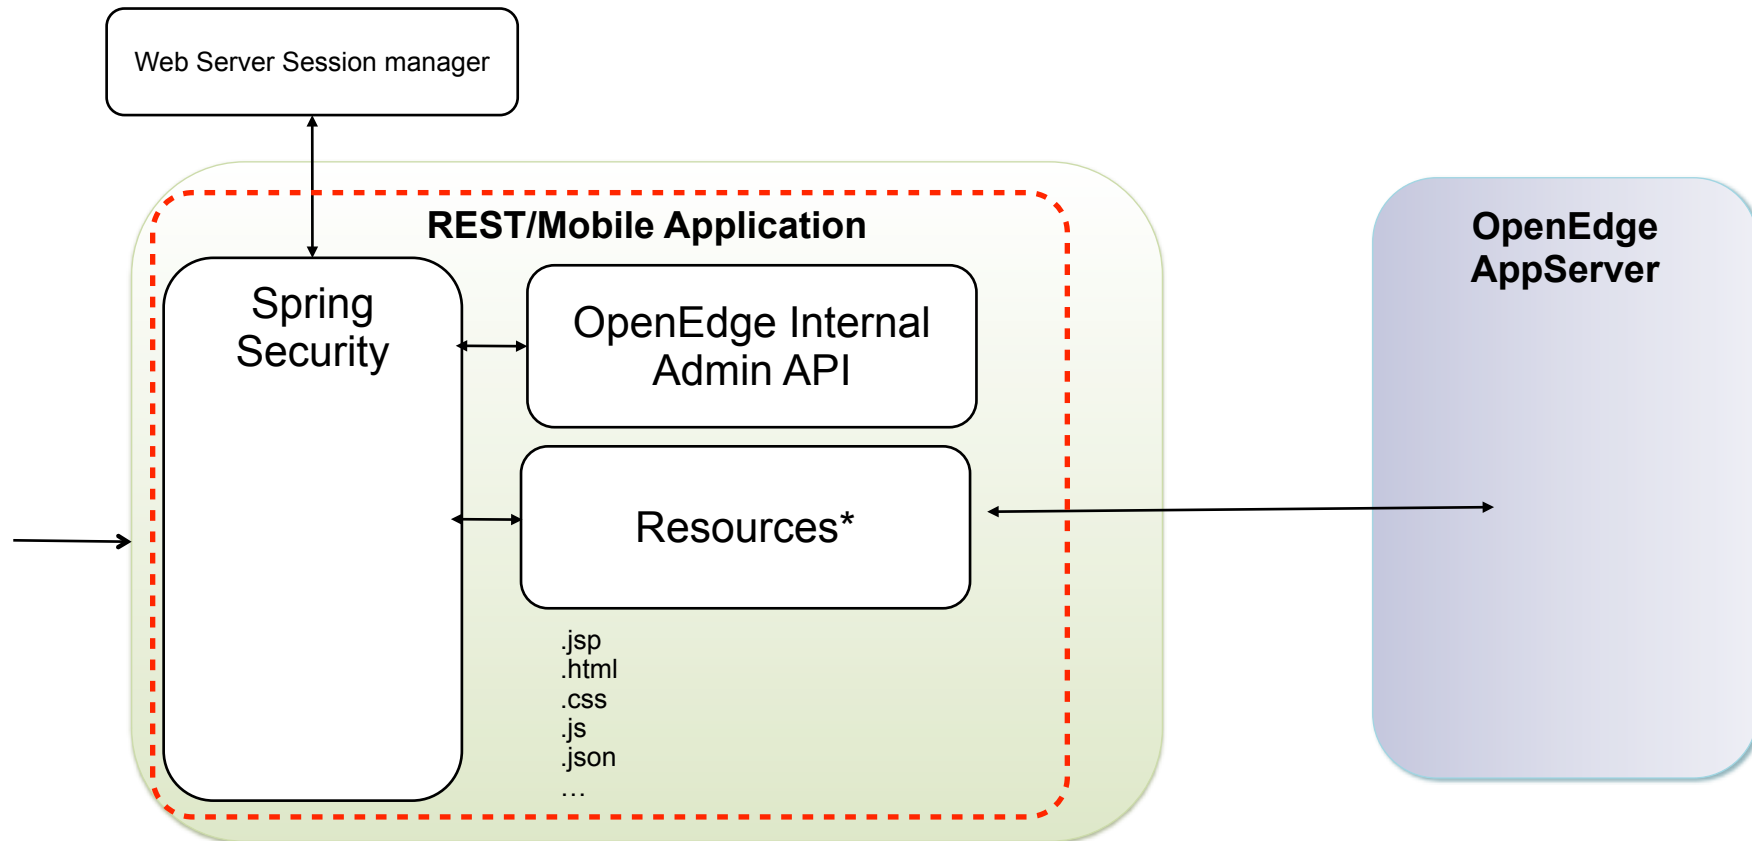 Web Server Session manager
REST/Mobile Application
Spring
Security
OpenEdge Internal
Admin API
Resources*
.jsp
.html
.css
.js
.json
…
OpenEdge
AppServer